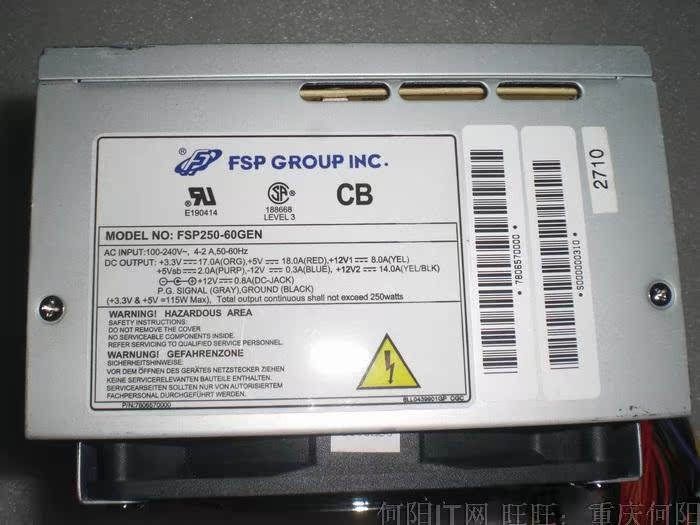 ® FSP GROUP INC.
E190414
188668
LEVEL 3
CB
MODEL NO: FSP250-60GEN
AC INPUT:100-240V~, 4-2 A,50-60Hz
DC OUTPUT: +3.3V 17.0A(ORG),+5V 18.0A(RED),+12V1 8.0A(YEL)
+5Vsb 2.0A(PURP),-12V 0.3A(BLUE), +12V2 14.0A(YEL/BLK)
+12V 0.8A(DC-JACK)
P.G. SIGNAL (GRAY),GROUND (BLACK)
(+3.3V & +5V =115W Max), Total output continuous shall not exceed 250watts
WARNING! HAZARDOUS AREA
SAFETY INSTRUCTIONS:
DO NOT REMOVE THE COVER
NO SERVICEABLE COMPONENTS INSIDE.
REFER SERVICING TO QUALIFIED SERVICE PERSONNEL.
WARNUNG! GEFAHRENZONE
SICHERHEITSHINWEISE:
VOR DEM ÖFFNEN DES GERÄTES NETZSTECKER ZIEHEN
KEINE SERVICERELEVANTEN BAUTEILE ENTHALTEN.
SERVICEARBEITEN SOLLTEN NUR VON AUTORISIERTEM
FACHPERSONAL DURCHGEFÜHRT WERDEN.
P/N:7806570000
BLL0439901GP CQC
7806570000
S000000310
2710
何阳IT网 旺旺：重庆何阳